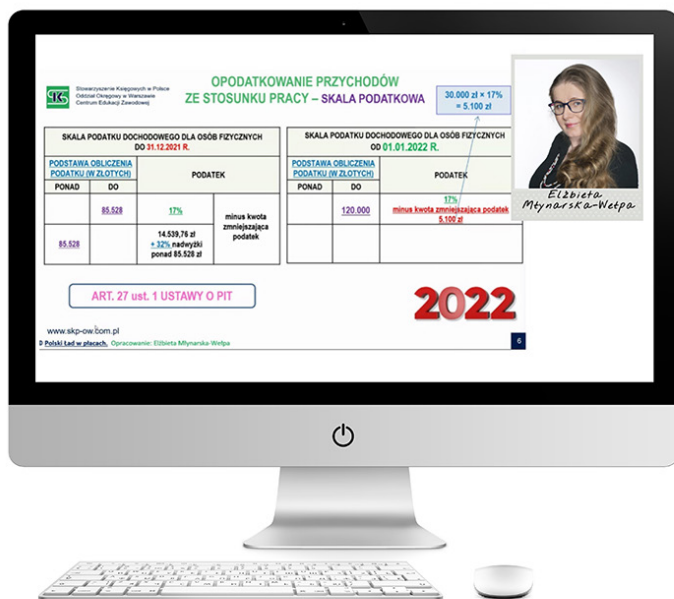 Stowarzyszenie Księgowych w Polsce
Oddział Okręgowy w Warszawie
Centrum Edukacji Zawodowej
OPODATKOWANIE PRZYCHODÓW
ZE STOSUNKU PRACY – SKALA PODATKOWA
30.000 zł × 17%
= 5.100 zł
SKALA PODATKU DOCHODOWEGO DLA OSÓB FIZYCZNYCH
DO 31.12.2021 R.
PODSTAWA OBLICZENIA
PODATKU (W ZŁOTYCH)
PODATEK
PONAD
DO
85.528
17%
minus kwota
zmniejszająca
podatek
85.528
14.539,76 zł
+ 32% nadwyżki
ponad 85.528 zł
SKALA PODATKU DOCHODOWEGO DLA OSÓB FIZYCZNYCH
OD 01.01.2022 R.
PODSTAWA OBLICZENIA
PODATKU (W ZŁOTYCH)
PODATEK
PONAD
DO
120.000
17%
minus kwota zmniejszająca podatek
5.100 zł
Elżbieta
Młynarska-Wełpa
ART. 27 ust. 1 USTAWY O PIT
2022
www.skp-ow.com.pl
Polski Ład w płacach. Opracowanie: Elżbieta Młynarska-Wełpa
6